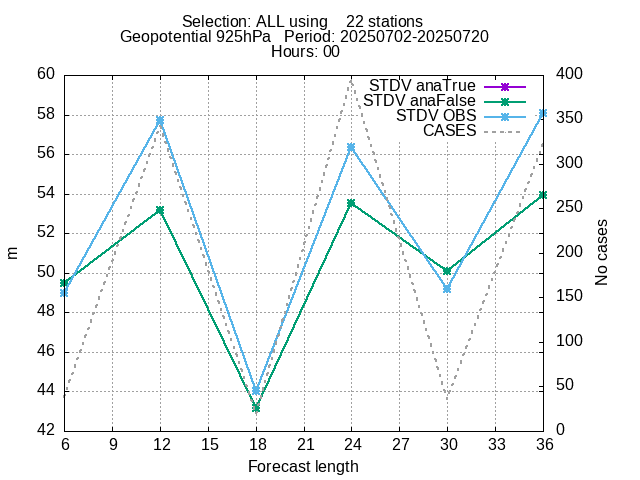 Selection: ALL using    22 stations
Geopotential 925hPa   Period: 20250702-20250720
Hours: 00
STDV anaTrue
STDV anaFalse
STDV OBS
CASES
60
58
56
54
52
50
48
46
44
42
m
400
350
300
250
200
150
100
50
0
No cases
6 9 12 15 18 21 24 27 30 33 36
Forecast length